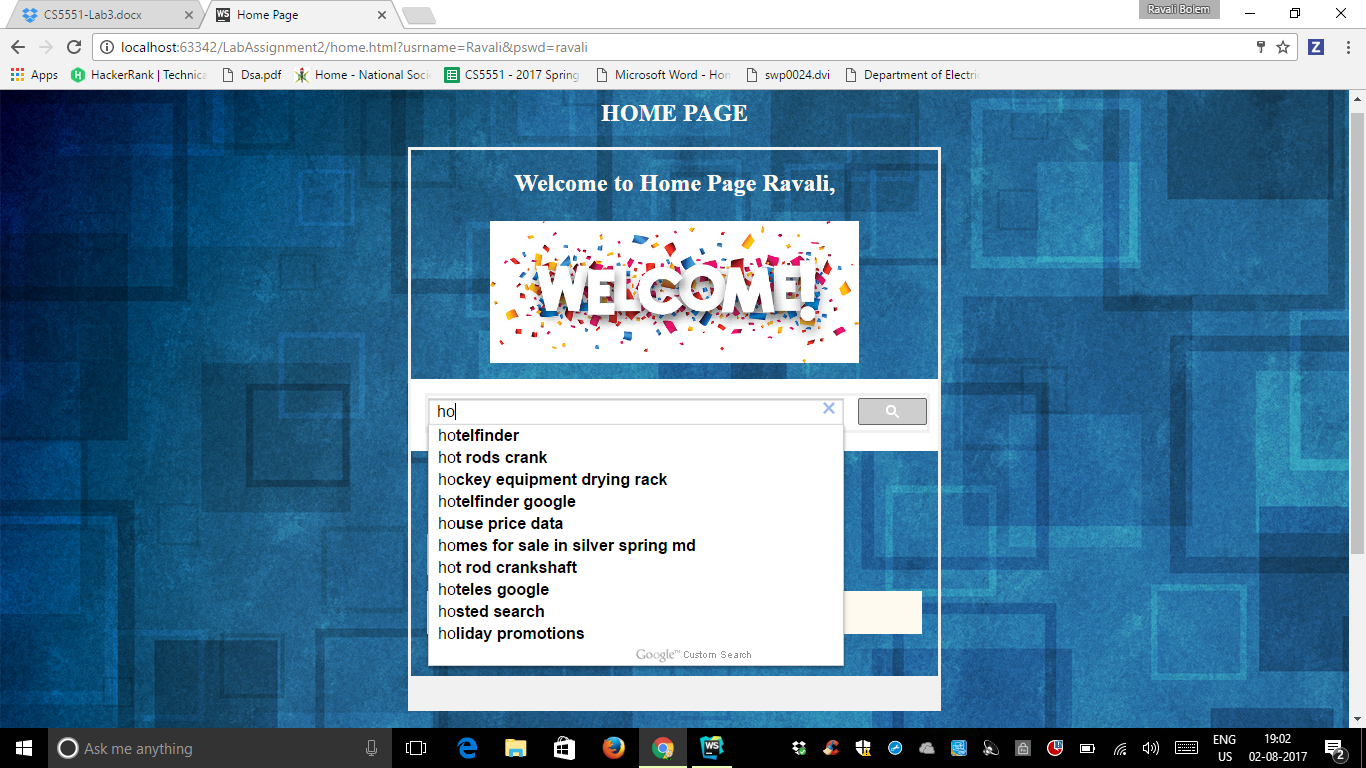 Ravali Bolem
CS5551-Lab3.docx
Home Page
localhost:63342/LabAssignment2/home.html?usrname=Ravali&pswd=ravali
Apps
HackerRank | Technica
Dsa.pdf
Home - National Soci
CS5551 - 2017 Spring
Microsoft Word - Hon
swp0024.dvi
Department of Electri
HOME PAGE
Welcome to Home Page Ravali,
WELCOME!
ho
hotelfinder
hot rods crank
hockey equipment drying rack
hotelfinder google
house price data
homes for sale in silver spring md
hot rod crankshaft
hoteles google
hosted search
holiday promotions
Google™ Custom Search
Ask me anything
ENG
US
19:02
02-08-2017
2